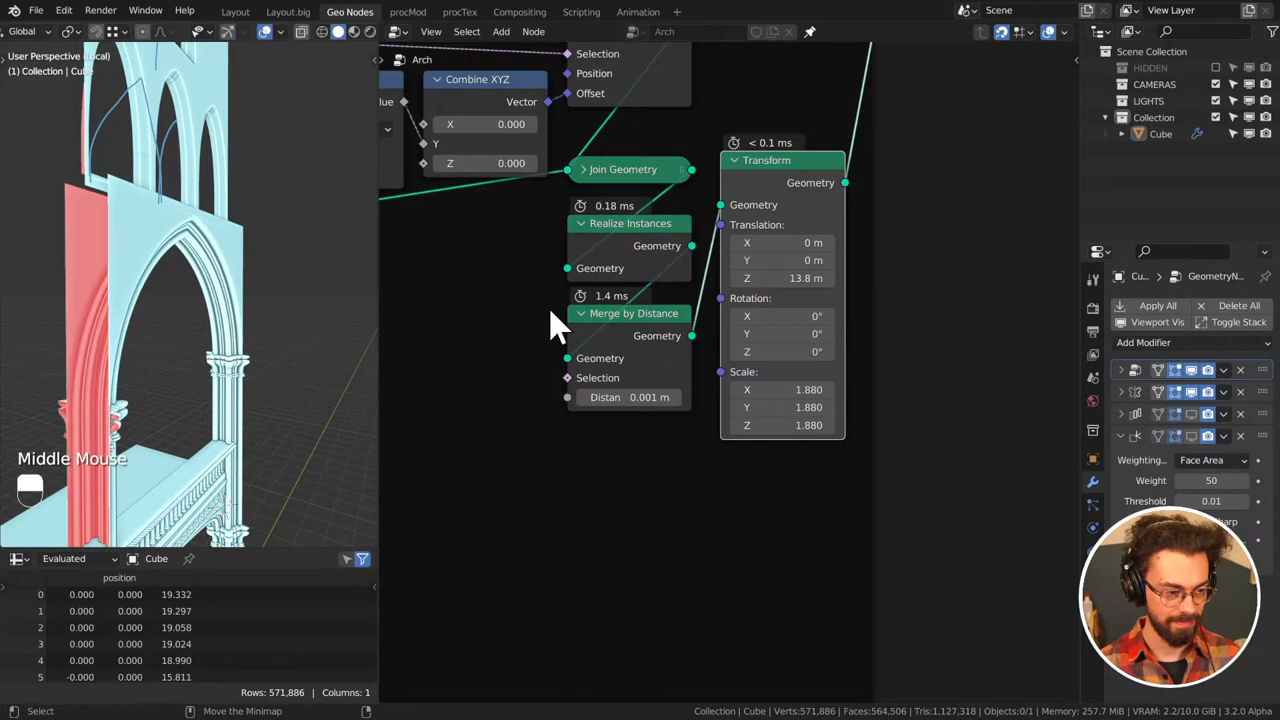 File Edit Render Window Help Layout Layout.big Geo Nodes procMod procTex Compositing Scripting Animation + Scene View Layer
Global View Select Add Node Arch
User Perspective (Local)
(1) Collection | Cube
Arch
Combine XYZ
Vector
X 0.000
Y
Z 0.000
alue
Selection
Position
Offset
Join Geometry
0.18 ms
Realize Instances
Geometry
Geometry
1.4 ms
Merge by Distance
Geometry
Geometry
Selection
Distan 0.001 m
< 0.1 ms
Transform
Geometry
Geometry
Translation:
X 0 m
Y 0 m
Z 13.8 m
Rotation:
X 0°
Y 0°
Z 0°
Scale:
X 1.880
Y 1.880
Z 1.880
Scene Collection
HIDDEN
CAMERAS
LIGHTS
Collection
Cube
Cu... GeometryN...
Apply All Delete All
Viewport Vis Toggle Stack
Add Modifier
Weighting... Face Area
Weight 50
Threshold 0.01
Middle Mouse
Evaluated Cube
position
0 0.000 0.000 19.332
1 0.000 0.000 19.297
2 0.000 0.000 19.058
3 0.000 0.000 19.024
4 0.000 0.000 18.990
5 -0.000 0.000 15.811
Rows: 571,886 | Columns: 1
Select Move the Minimap Collection | Cube | Verts:571,886 | Faces:564,506 | Tris:1,127,318 | Objects:0/1 | Memory: 257.7 MiB | VRAM: 2.2/10.0 GiB | 3.2.0 Alpha